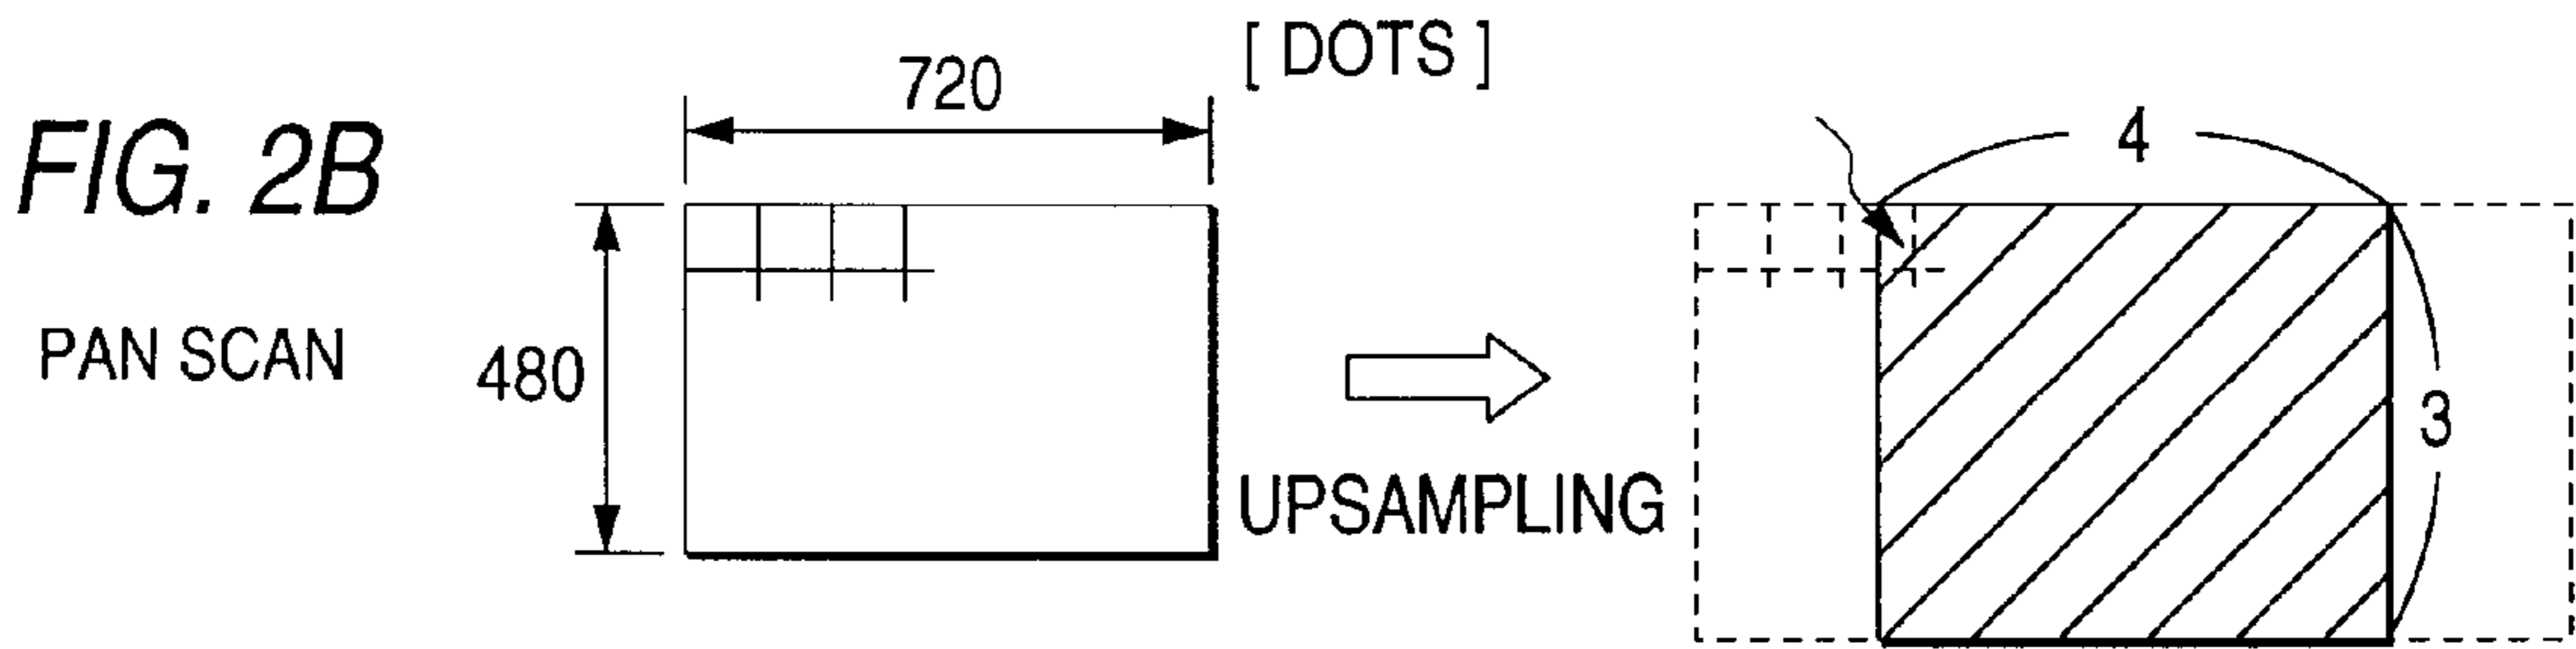 FIG. 2B
PAN SCAN
[ DOTS ]
720
480
UPSAMPLING
4
3